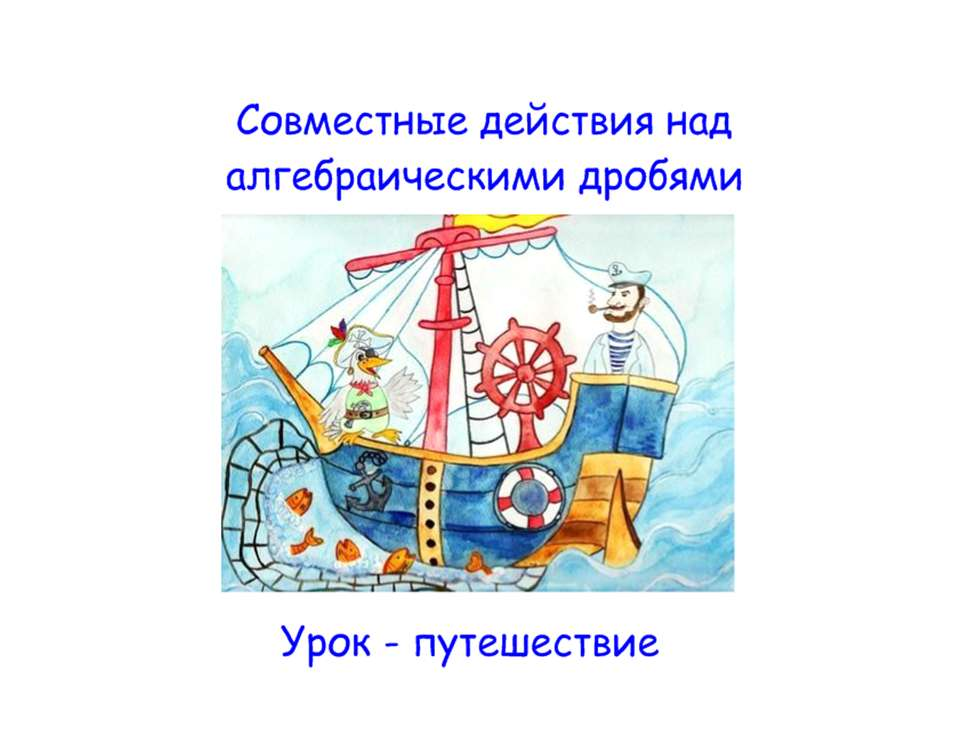 Совместные действия над
алгебраическими дробями
Урок - путешествие